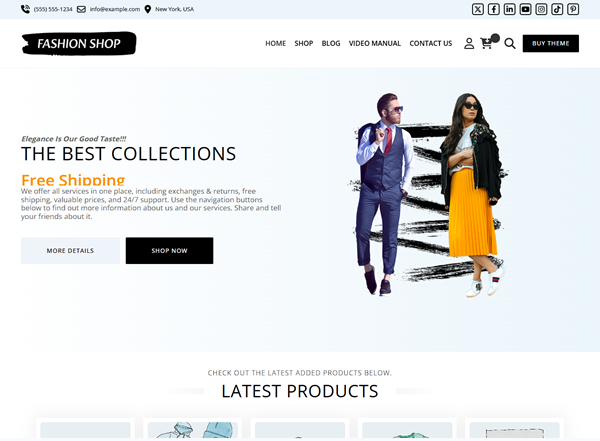 (555) 555-1234 info@example.com New York, USA
FASHION SHOP
HOME SHOP BLOG VIDEO MANUAL CONTACT US
BUY THEME
Elegance Is Our Good Taste!!!
THE BEST COLLECTIONS
Free Shipping
We offer all services in one place, including exchanges & returns, free
shipping, valuable prices, and 24/7 support. Use the navigation buttons
below to find out more information about us and our services. Share and tell
your friends about it.
MORE DETAILS SHOP NOW
CHECK OUT THE LATEST ADDED PRODUCTS BELOW.
LATEST PRODUCTS